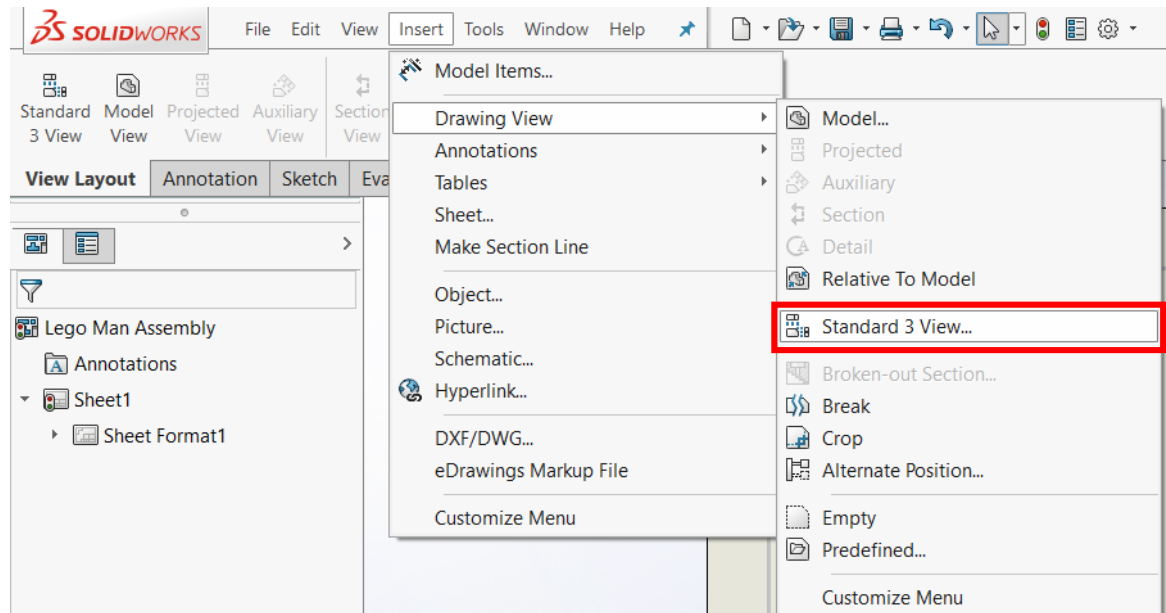 SOLIDWORKS File Edit View Insert Tools Window Help
Standard 3 View
Model View
Projected View
Auxiliary View
Section View
View Layout Annotation Sketch Eva
Lego Man Assembly
Annotations
Sheet1
Sheet Format1
Model Items...
Drawing View
Annotations
Tables
Sheet...
Make Section Line
Object...
Picture...
Schematic...
Hyperlink...
DXF/DWG...
eDrawings Markup File
Customize Menu
Model...
Projected
Auxiliary
Section
Detail
Relative To Model
Standard 3 View...
Broken-out Section...
Break
Crop
Alternate Position...
Empty
Predefined...
Customize Menu